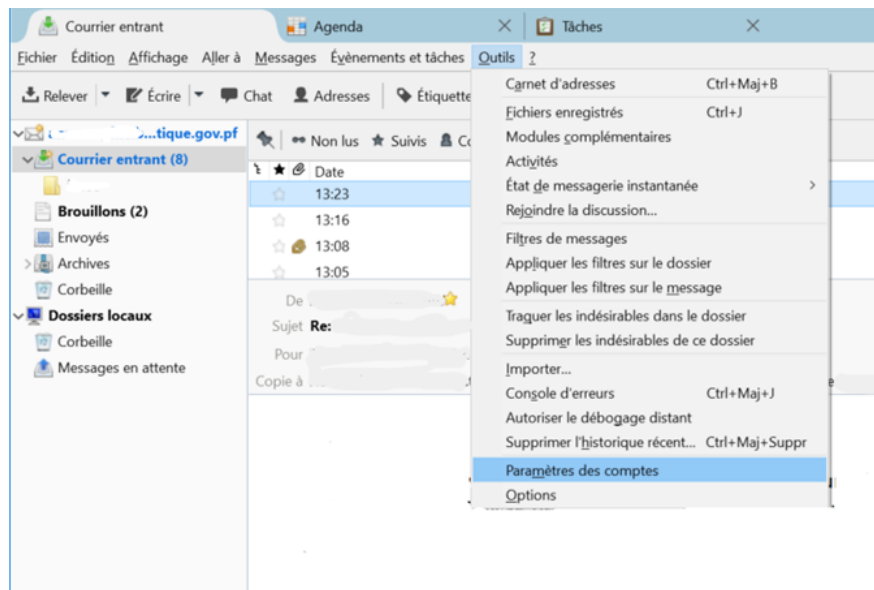 Courrier entrant
Agenda
Tâches
Fichier Édition Affichage Aller à Messages Évènements et tâches Outils ?
Relever Écrire Chat Adresses Étiquette
...tique.gov.pf
Courrier entrant (8)
Brouillons (2)
Envoyés
Archives
Corbeille
Dossiers locaux
Corbeille
Messages en attente
Non lus Suivis
Date
13:23
13:16
13:08
13:05
De
Sujet Re:
Pour
Copie à
Carnet d'adresses Ctrl+Maj+B
Fichiers enregistrés Ctrl+J
Modules complémentaires
Activités
État de messagerie instantanée
Rejoindre la discussion...
Filtres de messages
Appliquer les filtres sur le dossier
Appliquer les filtres sur le message
Traquer les indésirables dans le dossier
Supprimer les indésirables de ce dossier
Importer...
Console d'erreurs Ctrl+Maj+J
Autoriser le débogage distant
Supprimer l'historique récent... Ctrl+Maj+Suppr
Paramètres des comptes
Options